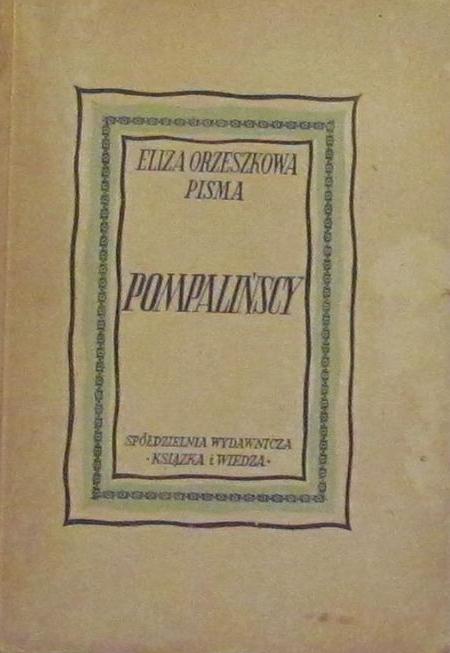 ELIZA ORZESZKOWA
PISMA
POMPALIŃSCY
SPÓŁDZIELNIA WYDAWNICZA
· KSIĄŻKA i WIEDZA ·